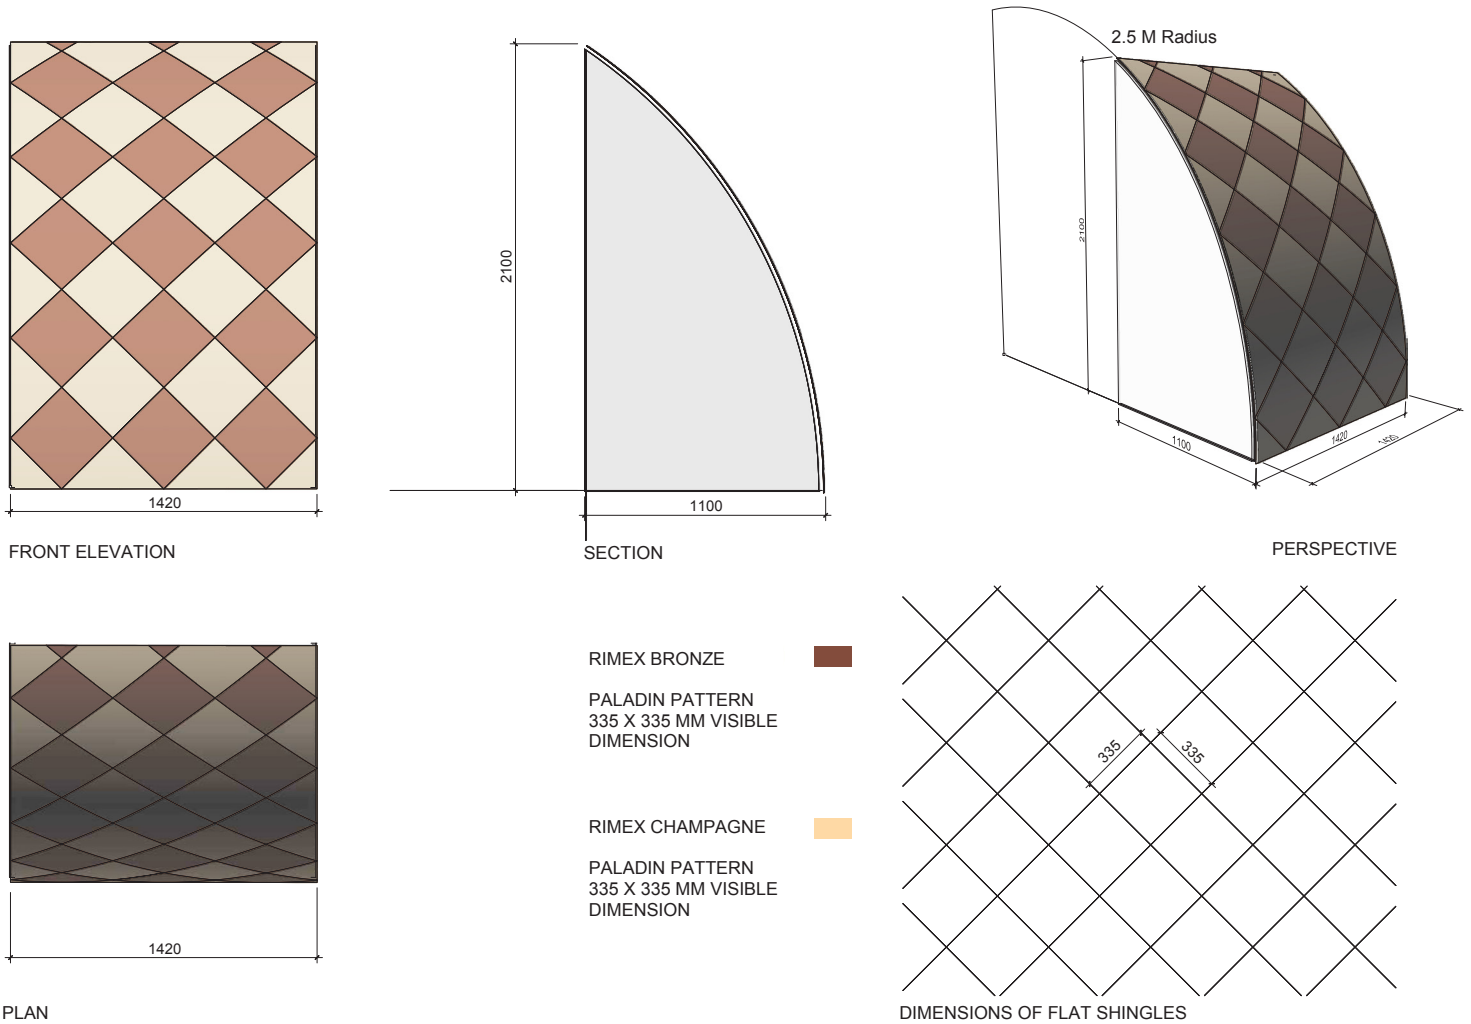 2.5 M Radius
2100
2100
1420
1100
1100
1420
1450
FRONT ELEVATION
SECTION
PERSPECTIVE
RIMEX BRONZE
PALADIN PATTERN
335 X 335 MM VISIBLE
DIMENSION
335
335
RIMEX CHAMPAGNE
PALADIN PATTERN
335 X 335 MM VISIBLE
DIMENSION
1420
PLAN
DIMENSIONS OF FLAT SHINGLES